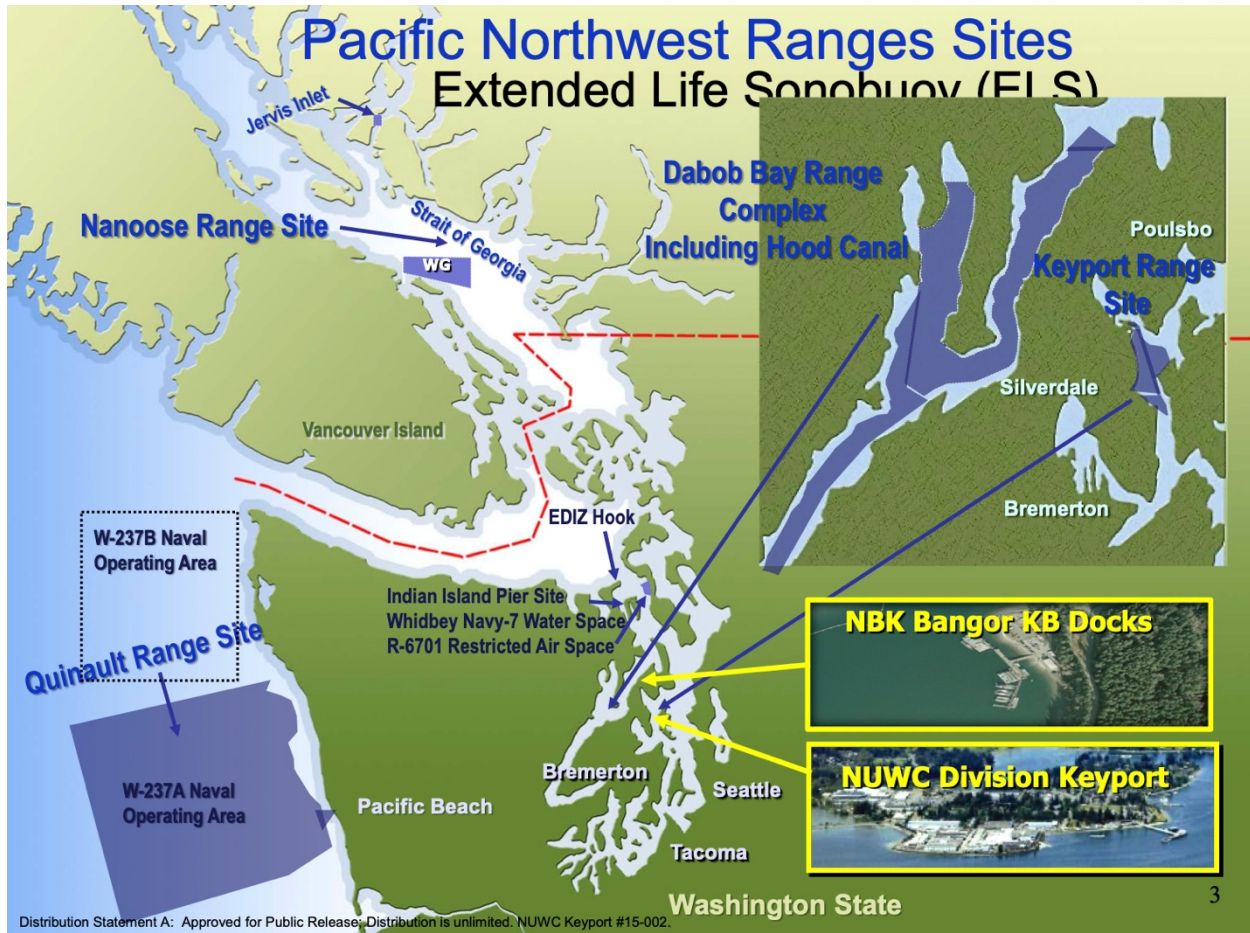 Pacific Northwest Ranges Sites
Extended Life Sonobuoy (ELS)
Jervis Inlet
Nanoose Range Site
Strait of Georgia
WG
Dabob Bay Range
Complex
Including Hood Canal
Poulsbo
Keyport Range
Site
Silverdale
Bremerton
Vancouver Island
EDIZ Hook
W-237B Naval
Operating Area
Indian Island Pier Site
Whidbey Navy-7 Water Space
R-6701 Restricted Air Space
NBK Bangor KB Docks
Quinault Range Site
NUWC Division Keyport
W-237A Naval
Operating Area
Pacific Beach
Bremerton
Seattle
Tacoma
Washington State
3
Distribution Statement A: Approved for Public Release; Distribution is unlimited. NUWC Keyport #15-002.